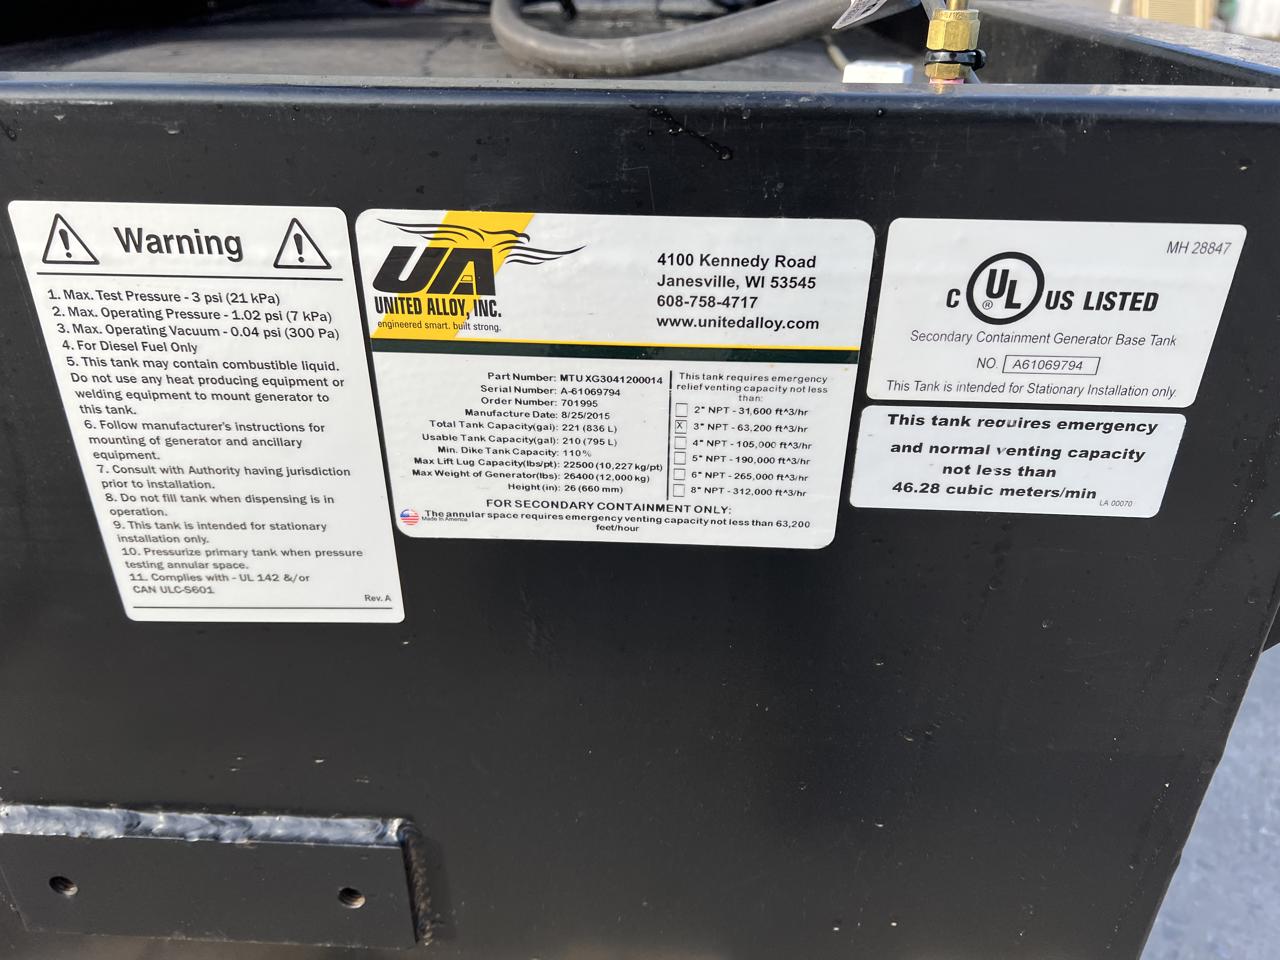 Warning
1. Max. Test Pressure - 3 psi (21 kPa)
2. Max. Operating Pressure - 1.02 psi (7 kPa)
3. Max. Operating Vacuum - 0.04 psi (300 Pa)
4. For Diesel Fuel Only
5. This tank may contain combustible liquid.
Do not use any heat producing equipment or
welding equipment to mount generator to
this tank.
6. Follow manufacturer's instructions for
mounting of generator and ancillary
equipment.
7. Consult with Authority having jurisdiction
prior to installation.
8. Do not fill tank when dispensing is in
operation.
9. This tank is intended for stationary
installation only.
10. Pressurize primary tank when pressure
testing annular space.
11. Complies with - UL 142 &/or
CAN ULC-S601
Rev. A
UA
UNITED ALLOY, INC.
engineered smart. built strong.
4100 Kennedy Road
Janesville, WI 53545
608-758-4717
www.unitedalloy.com
Part Number: MTU XG3041200014
Serial Number: A-61069794
Order Number: 701995
Manufacture Date: 8/25/2015
Total Tank Capacity(gal): 221 (836 L)
Usable Tank Capacity(gal): 210 (795 L)
Min. Dike Tank Capacity: 110%
Max Lift Lug Capacity(lbs/pt): 22500 (10,227 kg/pt)
Max Weight of Generator(lbs): 26400 (12,000 kg)
Height(in): 26 (660 mm)
This tank requires emergency
relief venting capacity not less
than:
2" NPT - 31,600 ft^3/hr
X 3" NPT - 63,200 ft^3/hr
4" NPT - 105,000 ft^3/hr
5" NPT - 190,000 ft^3/hr
6" NPT - 265,000 ft^3/hr
8" NPT - 312,000 ft^3/hr
FOR SECONDARY CONTAINMENT ONLY:
The annular space requires emergency venting capacity not less than 63,200
feet/hour
Made In America
MH 28847
C UL ® US LISTED
Secondary Containment Generator Base Tank
NO. A61069794
This Tank is intended for Stationary Installation only.
This tank requires emergency
and normal venting capacity
not less than
46.28 cubic meters/min
LA 00070